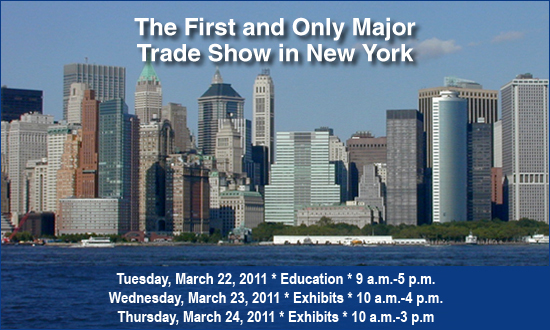 The First and Only Major
Trade Show in New York
Tuesday, March 22, 2011 * Education * 9 a.m.-5 p.m.
Wednesday, March 23, 2011 * Exhibits * 10 a.m.-4 p.m.
Thursday, March 24, 2011 * Exhibits * 10 a.m.-3 p.m